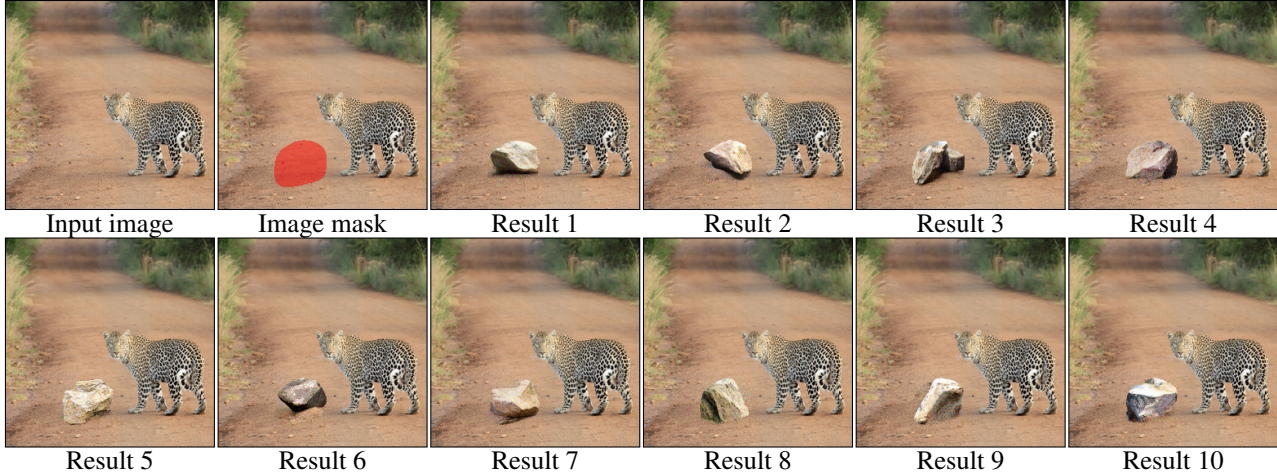 Input image Image mask Result 1 Result 2 Result 3 Result 4
Result 5 Result 6 Result 7 Result 8 Result 9 Result 10